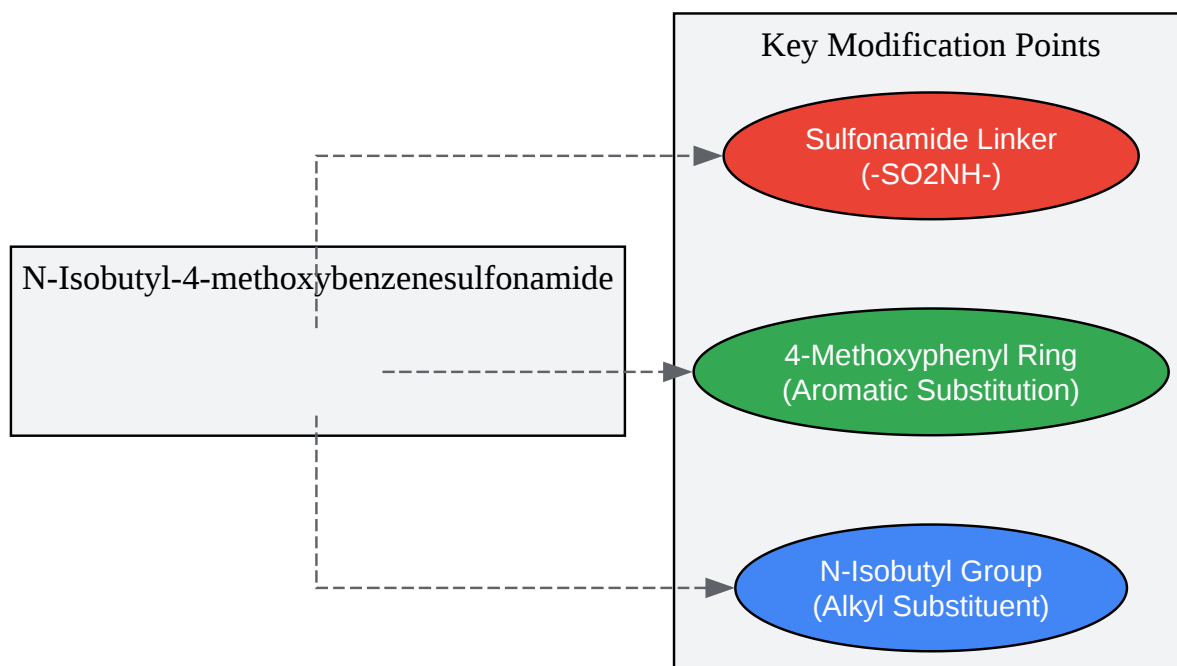 Key Modification Points
Sulfonamide Linker
(-SO2NH-)
N-Isobutyl-4-methoxybenzenesulfonamide
4-Methoxyphenyl Ring
(Aromatic Substitution)
N-Isobutyl Group
(Alkyl Substituent)